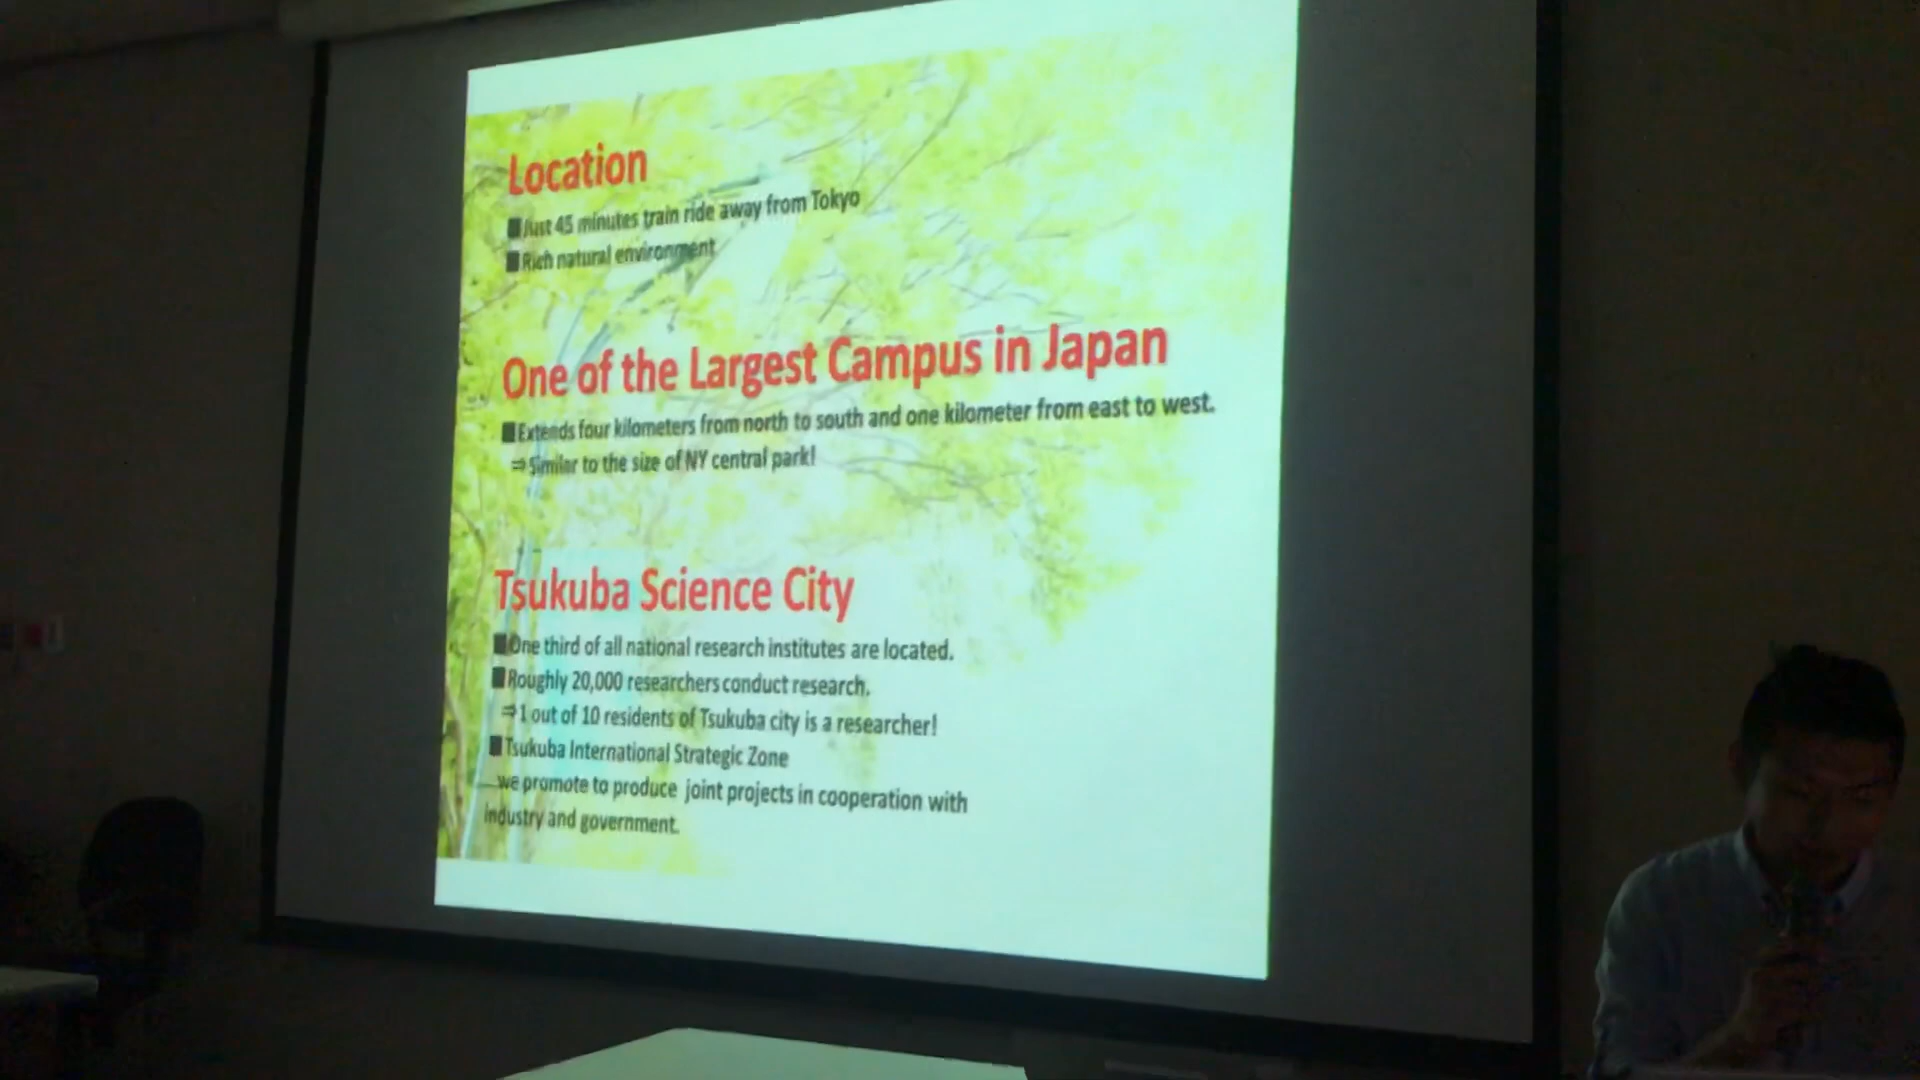 Location
■Just 45 minutes train ride away from Tokyo
■Rich natural environment
One of the Largest Campus in Japan
■Extends four kilometers from north to south and one kilometer from east to west.
⇒Similar to the size of NY central park!
Tsukuba Science City
■One third of all national research institutes are located.
■Roughly 20,000 researchers conduct research.
⇒1 out of 10 residents of Tsukuba city is a researcher!
■Tsukuba International Strategic Zone
we promote to produce joint projects in cooperation with
industry and government.